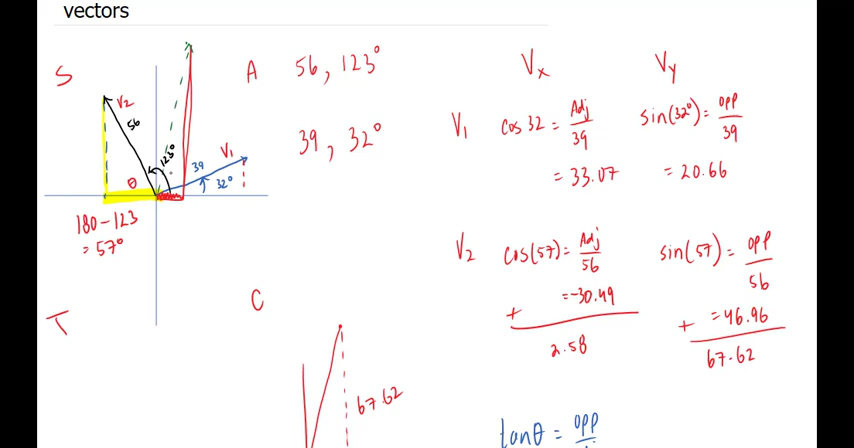 vectors
S
A
V2
56
123°
θ
39
V1
32°
180-123
= 57°
T
C
56, 123°
39, 32°
67.62
Vx
Vy
V1
cos 32 = Adj/39
= 33.07
sin(32°) = opp/39
= 20.66
V2
cos(57) = Adj/56
= -30.49
+
2.58
sin(57) = opp/56
= 46.96
+
67.62
tanθ = opp